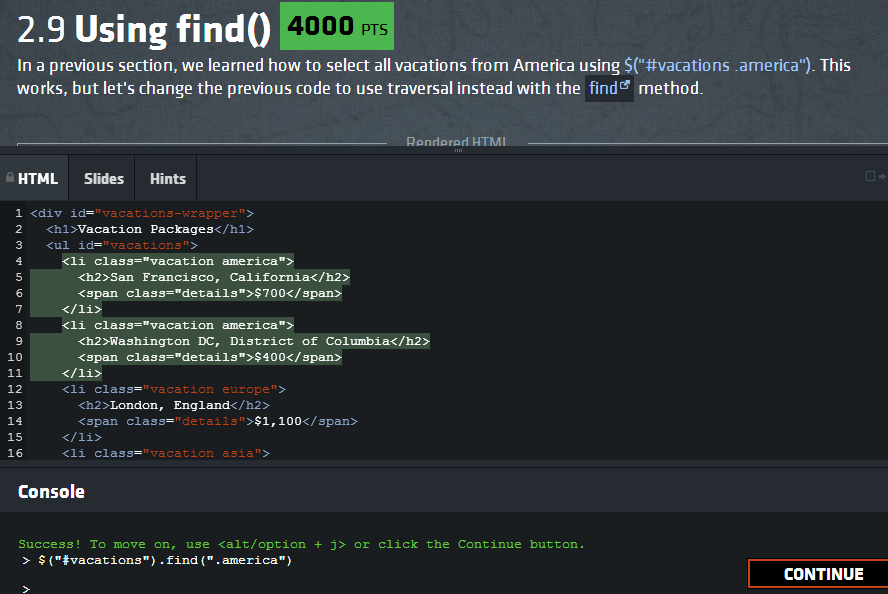 2.9 Using find() 4000 PTS
In a previous section, we learned how to select all vacations from America using $("#vacations .america"). This
works, but let's change the previous code to use traversal instead with the find method.
Rendered HTML
HTML Slides Hints
1 <div id="vacations-wrapper">
2 <h1>Vacation Packages</h1>
3 <ul id="vacations">
4 <li class="vacation america">
5 <h2>San Francisco, California</h2>
6 <span class="details">$700</span>
7 </li>
8 <li class="vacation america">
9 <h2>Washington DC, District of Columbia</h2>
10 <span class="details">$400</span>
11 </li>
12 <li class="vacation europe">
13 <h2>London, England</h2>
14 <span class="details">$1,100</span>
15 </li>
16 <li class="vacation asia">
Console
Success! To move on, use <alt/option + j> or click the Continue button.
> $("#vacations").find(".america")
CONTINUE
>